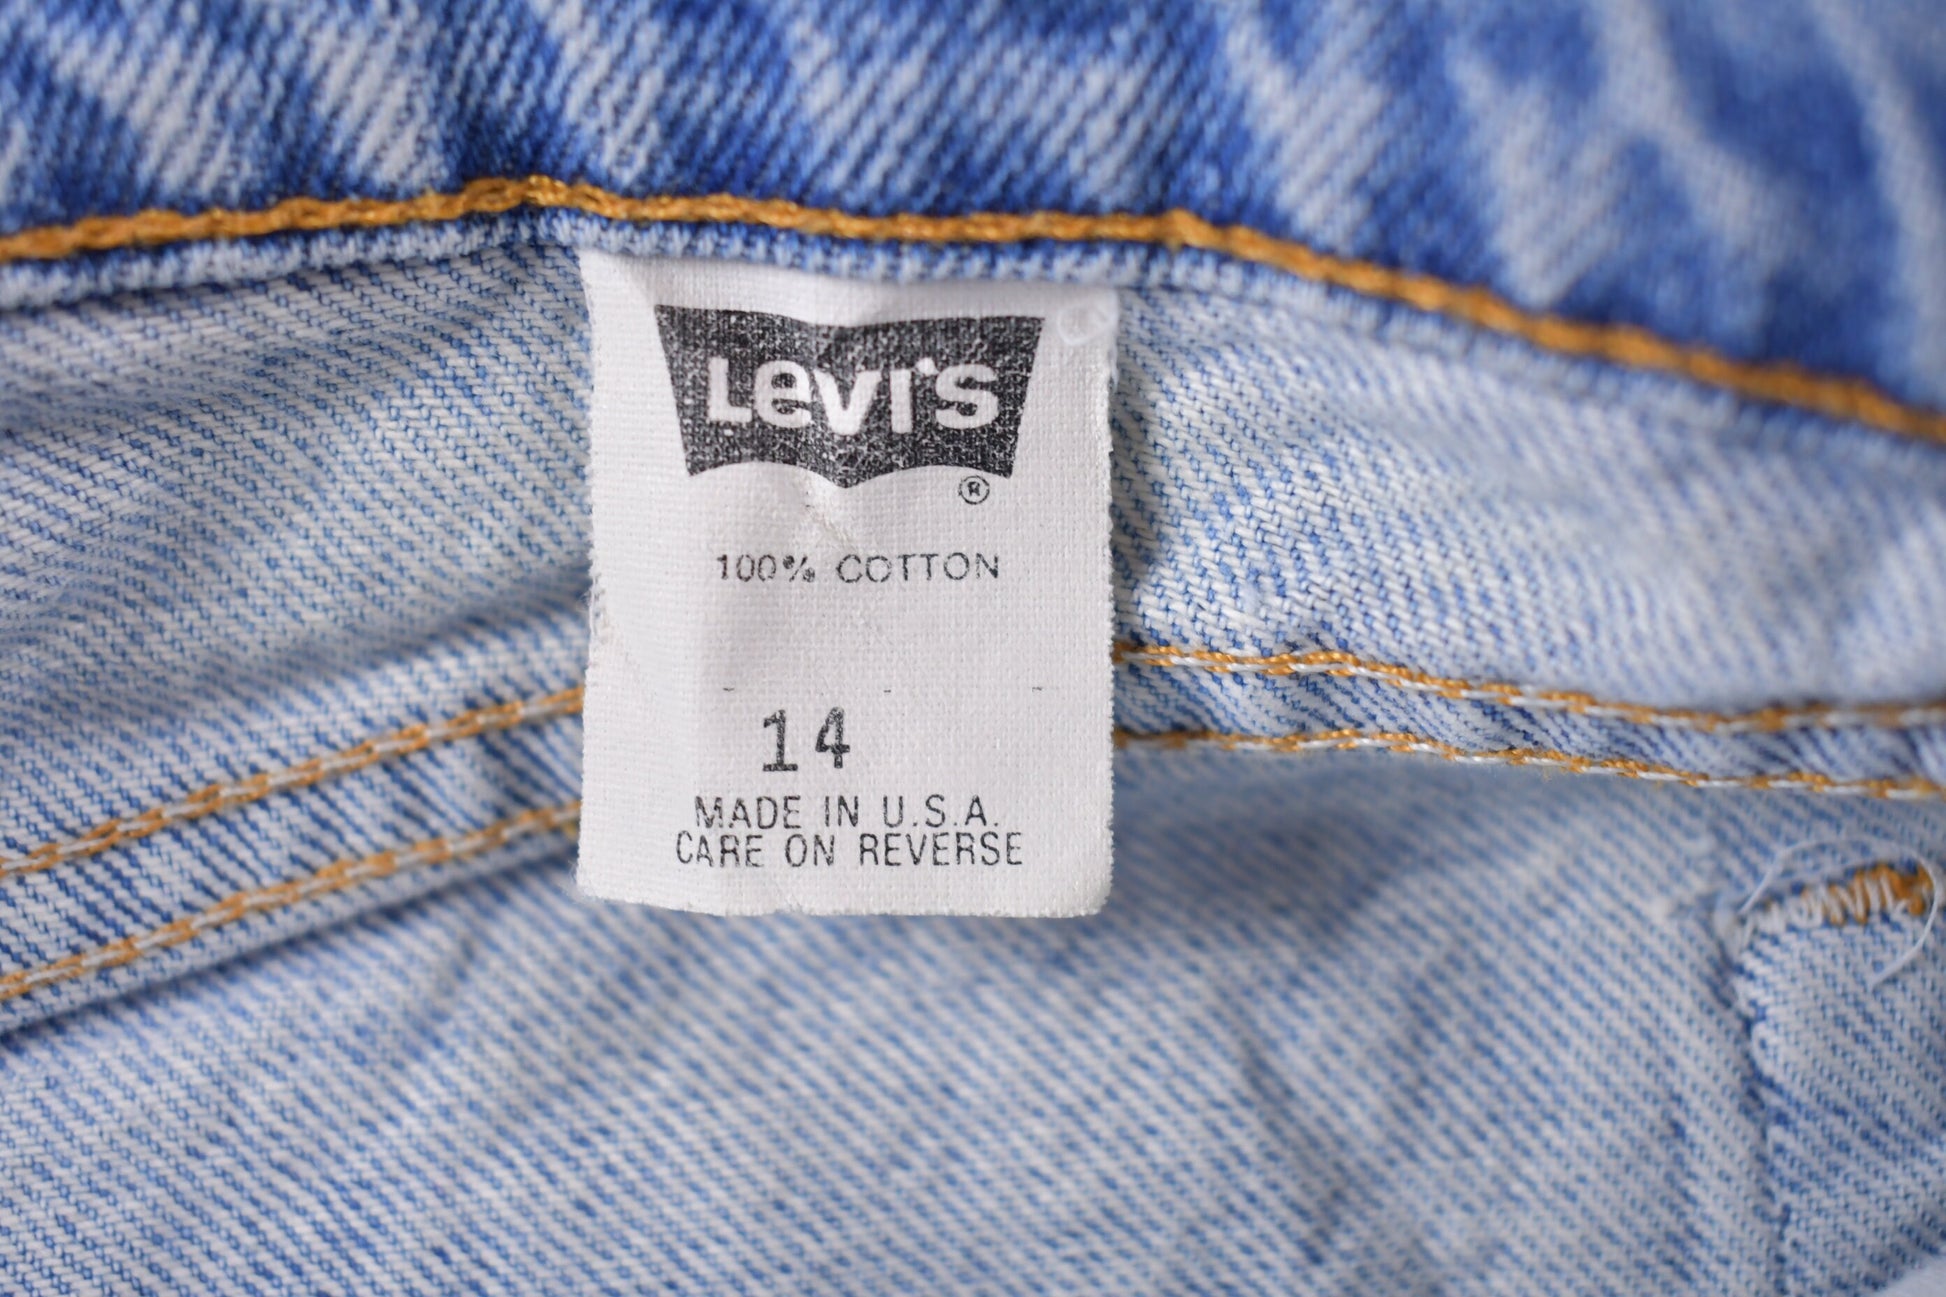 Levi's
®
100% COTTON
14
MADE IN U.S.A.
CARE ON REVERSE